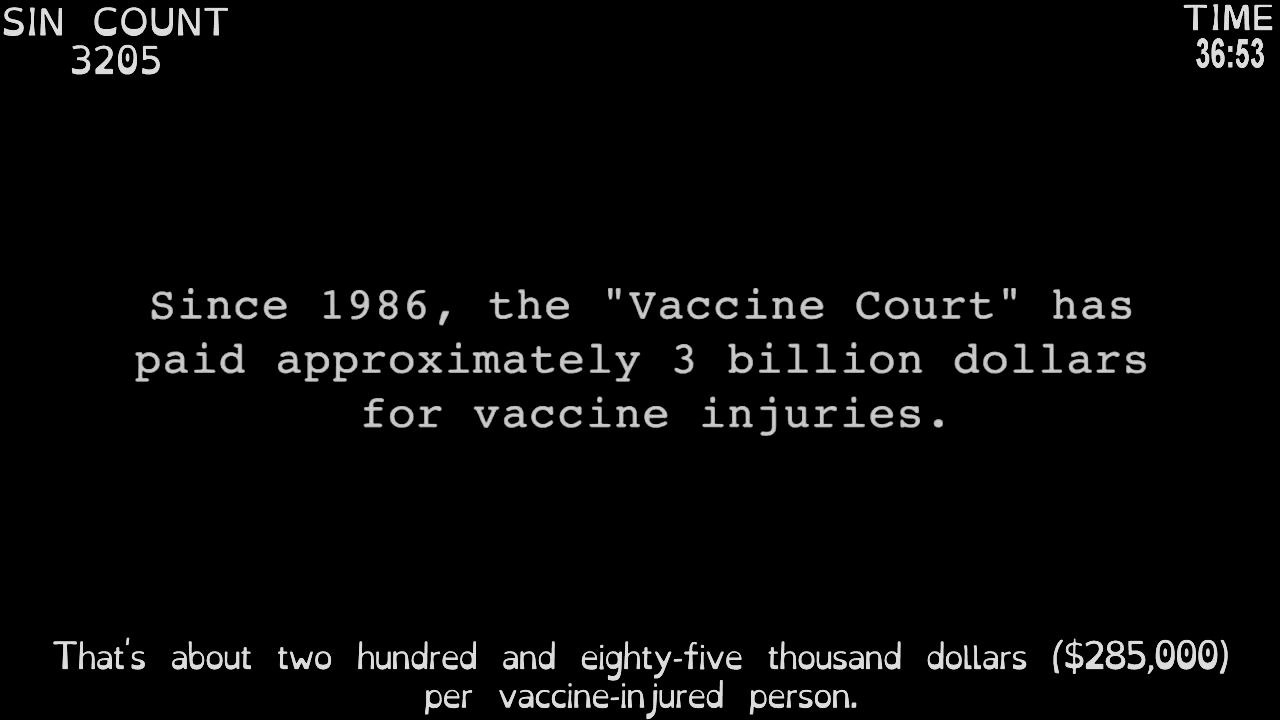 SIN COUNT
3205
TIME
36:53
Since 1986, the "Vaccine Court" has
paid approximately 3 billion dollars
for vaccine injuries.
That's about two hundred and eighty-five thousand dollars ($285,000)
per vaccine-injured person.